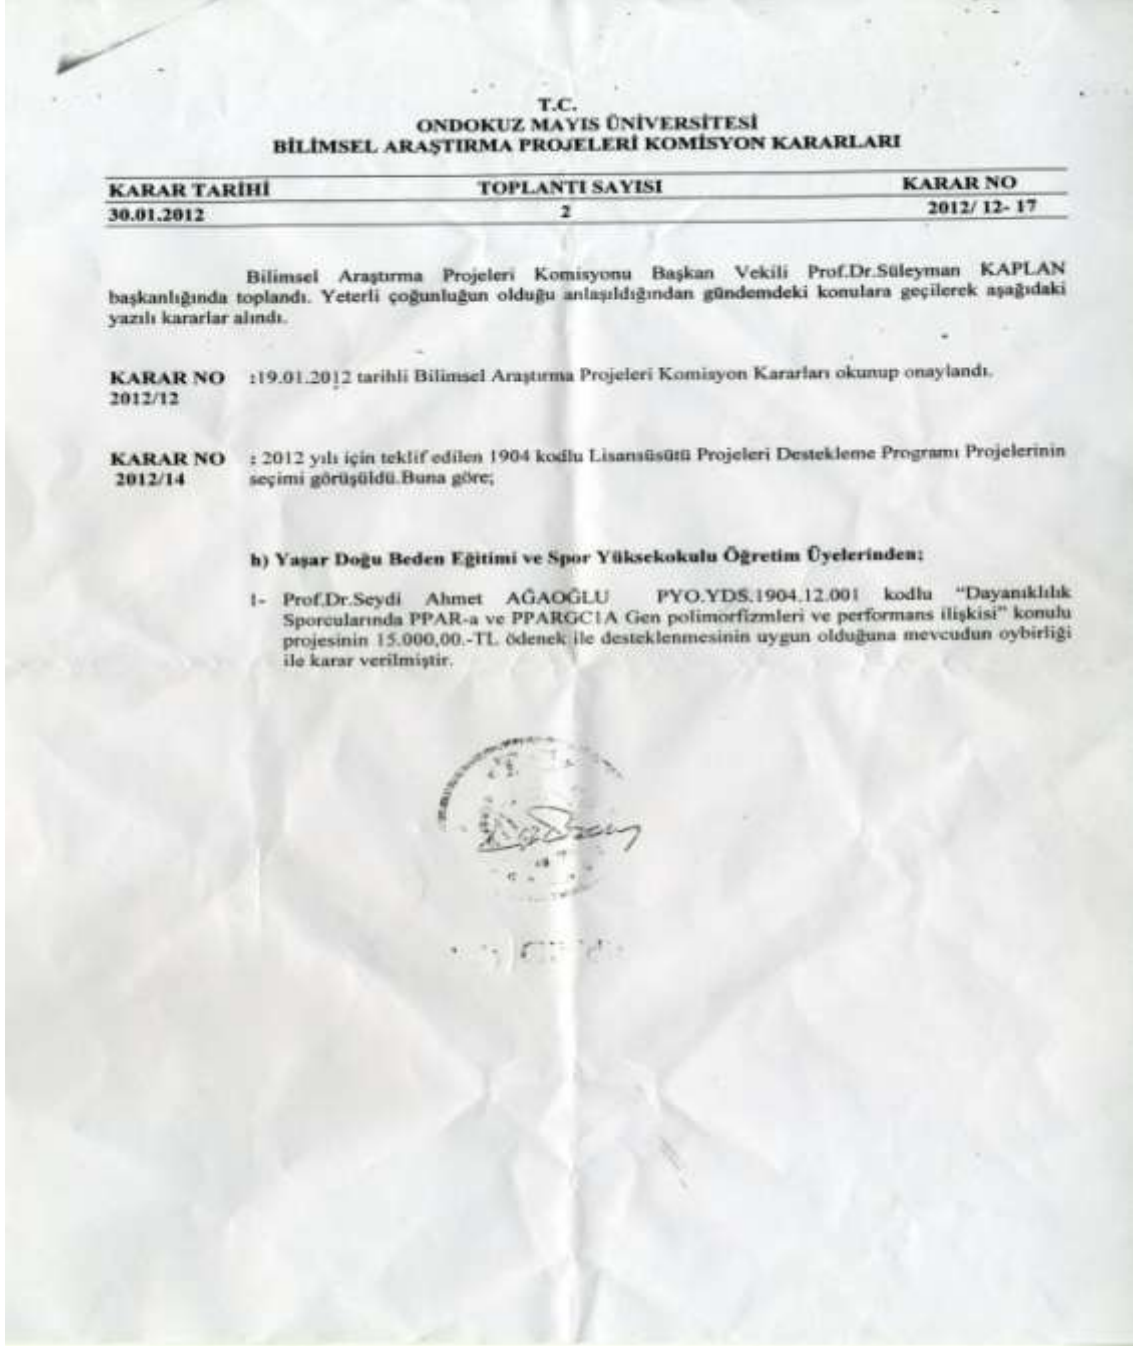 T.C.
ONDOKUZ MAYIS ÜNİVERSİTESİ
BİLİMSEL ARAŞTIRMA PROJELERİ KOMİSYON KARARLARI
KARAR TARİHİ TOPLANTI SAYISI KARAR NO
30.01.2012 2 2012/ 12- 17
Bilimsel Araştırma Projeleri Komisyonu Başkan Vekili Prof.Dr.Süleyman KAPLAN
başkanlığında toplandı. Yeterli çoğunluğun olduğu anlaşıldığından gündemdeki konulara geçilerek aşağıdaki
yazılı kararlar alındı.
KARAR NO :19.01.2012 tarihli Bilimsel Araştırma Projeleri Komisyon Kararları okunup onaylandı.
2012/12
KARAR NO : 2012 yılı için teklif edilen 1904 kodlu Lisansüsütü Projeleri Destekleme Programı Projelerinin
2012/14 seçimi görüşüldü.Buna göre;
h) Yaşar Doğu Beden Eğitimi ve Spor Yüksekokulu Öğretim Üyelerinden;
1- Prof.Dr.Seydi Ahmet AĞAOĞLU PYO.YDS.1904.12.001 kodlu “Dayanıklılık
Sporcularında PPAR-a ve PPARGC1A Gen polimorfizmleri ve performans ilişkisi” konulu
projesinin 15.000,00.-TL ödenek ile desteklenmesinin uygun olduğuna mevcudun oybirliği
ile karar verilmiştir.